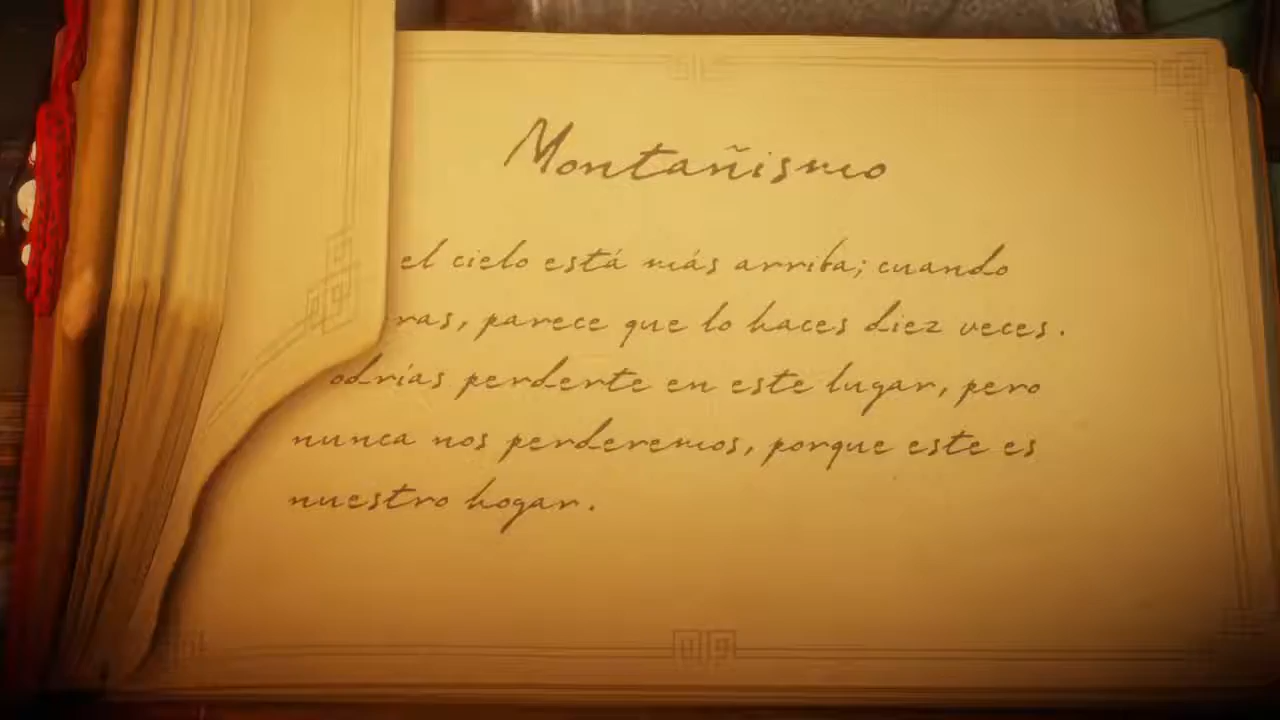 Montañismo
el cielo está más arriba; cuando
ras, parece que lo haces diez veces.
odrías perderte en este lugar, pero
nunca nos perderemos, porque este es
nuestro hogar.